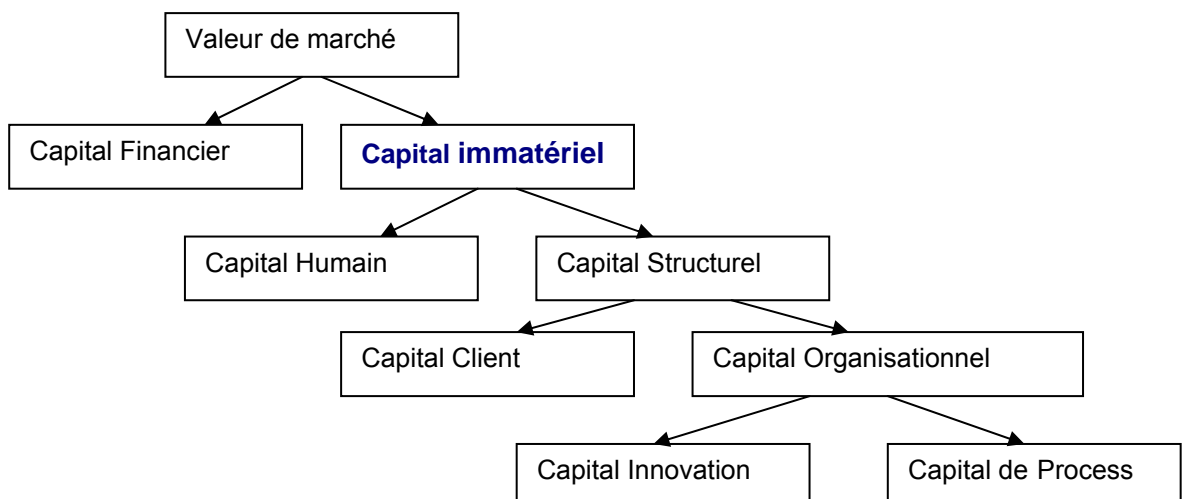 Valeur de marché
Capital Financier
Capital immatériel
Capital Humain
Capital Structurel
Capital Client
Capital Organisationnel
Capital Innovation
Capital de Process